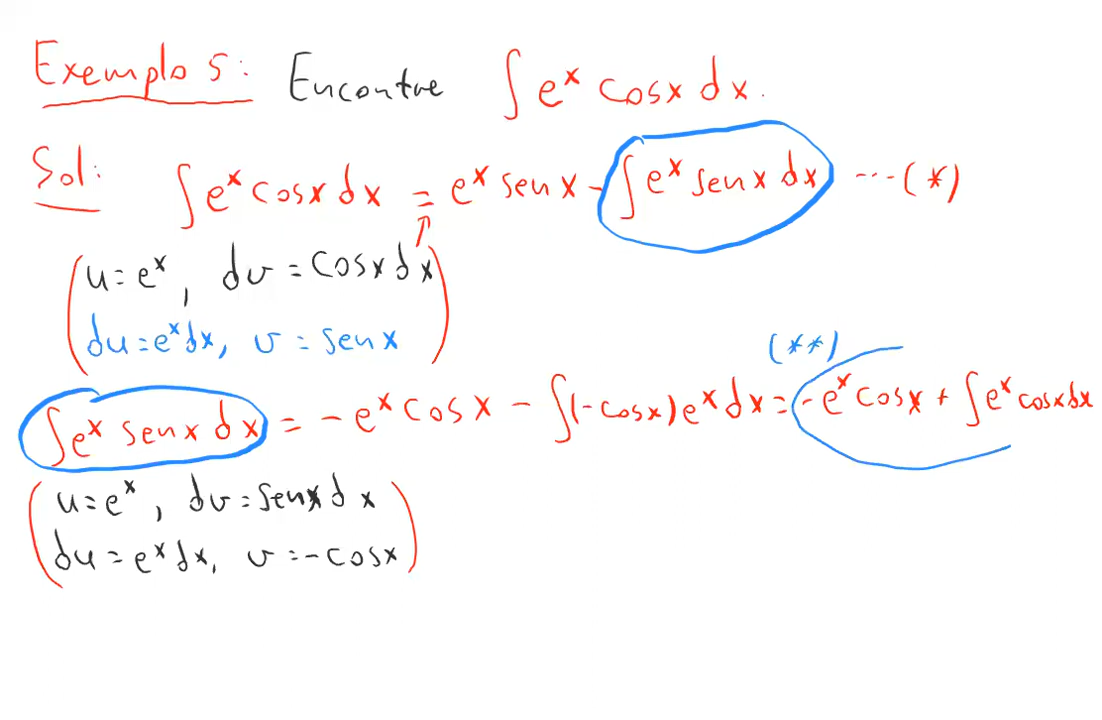 Exemplo 5: Encontre ∫ e^x cosx dx.
Sol: ∫ e^x cosx dx = e^x senx - ∫ e^x senx dx ...(*)
↑
(u = e^x, dv = cosx dx
du = e^x dx, v = senx)
(**)
∫ e^x senx dx = -e^x cosx - ∫(-cosx)e^x dx = -e^x cosx + ∫ e^x cosx dx
(u = e^x, dv = senx dx
du = e^x dx, v = -cosx)